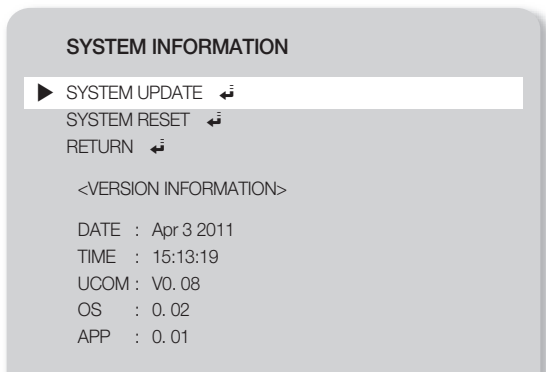 SYSTEM INFORMATION
▶ SYSTEM UPDATE ↵
SYSTEM RESET ↵
RETURN ↵
<VERSION INFORMATION>
DATE : Apr 3 2011
TIME : 15:13:19
UCOM : V0. 08
OS : 0. 02
APP : 0. 01